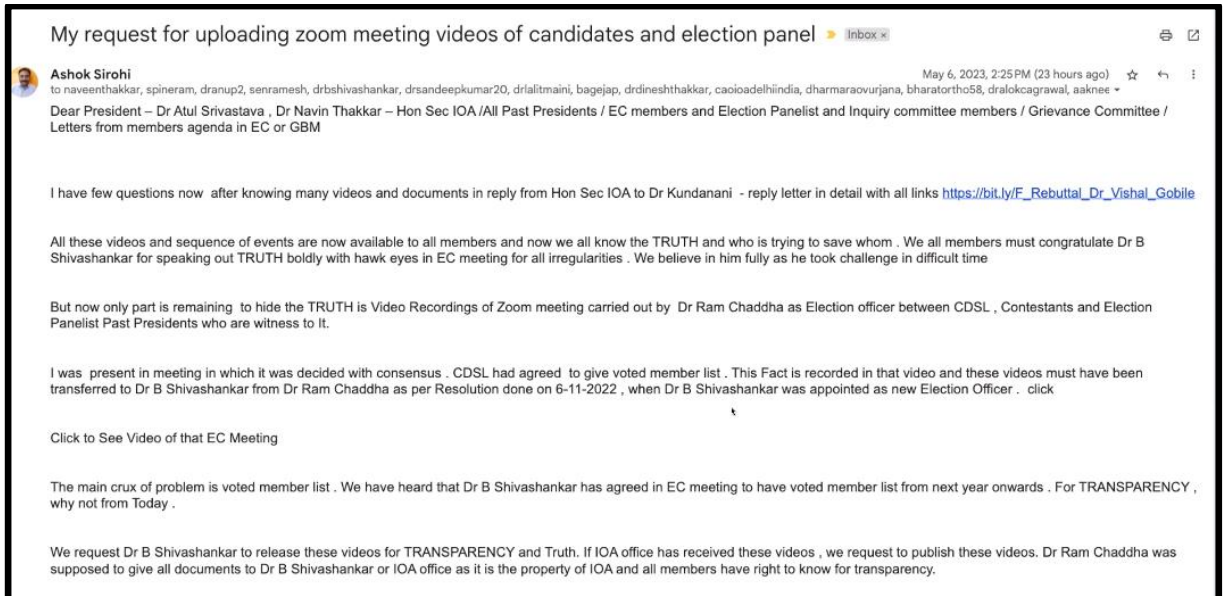 My request for uploading zoom meeting videos of candidates and election panel Inbox ×
Ashok Sirohi
May 6, 2023, 2:25 PM (23 hours ago)
to naveenthakkar, spineram, dranup2, senramesh, drbshivashankar, drsandeepkumar20, drlalitmaini, bagejap, drdineshthakkar, caoioadelhiindia, dharmaraovurjana, bharatortho58, dralokcagrawal, aaknee
Dear President – Dr Atul Srivastava , Dr Navin Thakkar – Hon Sec IOA /All Past Presidents / EC members and Election Panelist and Inquiry committee members / Grievance Committee /
Letters from members agenda in EC or GBM
I have few questions now after knowing many videos and documents in reply from Hon Sec IOA to Dr Kundanani - reply letter in detail with all links https://bit.ly/F_Rebuttal_Dr_Vishal_Gobile
All these videos and sequence of events are now available to all members and now we all know the TRUTH and who is trying to save whom . We all members must congratulate Dr B
Shivashankar for speaking out TRUTH boldly with hawk eyes in EC meeting for all irregularities . We believe in him fully as he took challenge in difficult time
But now only part is remaining to hide the TRUTH is Video Recordings of Zoom meeting carried out by Dr Ram Chaddha as Election officer between CDSL , Contestants and Election
Panelist Past Presidents who are witness to It.
I was present in meeting in which it was decided with consensus . CDSL had agreed to give voted member list . This Fact is recorded in that video and these videos must have been
transferred to Dr B Shivashankar from Dr Ram Chaddha as per Resolution done on 6-11-2022 , when Dr B Shivashankar was appointed as new Election Officer . click
Click to See Video of that EC Meeting
The main crux of problem is voted member list . We have heard that Dr B Shivashankar has agreed in EC meeting to have voted member list from next year onwards . For TRANSPARENCY ,
why not from Today .
We request Dr B Shivashankar to release these videos for TRANSPARENCY and Truth. If IOA office has received these videos , we request to publish these videos. Dr Ram Chaddha was
supposed to give all documents to Dr B Shivashankar or IOA office as it is the property of IOA and all members have right to know for transparency.